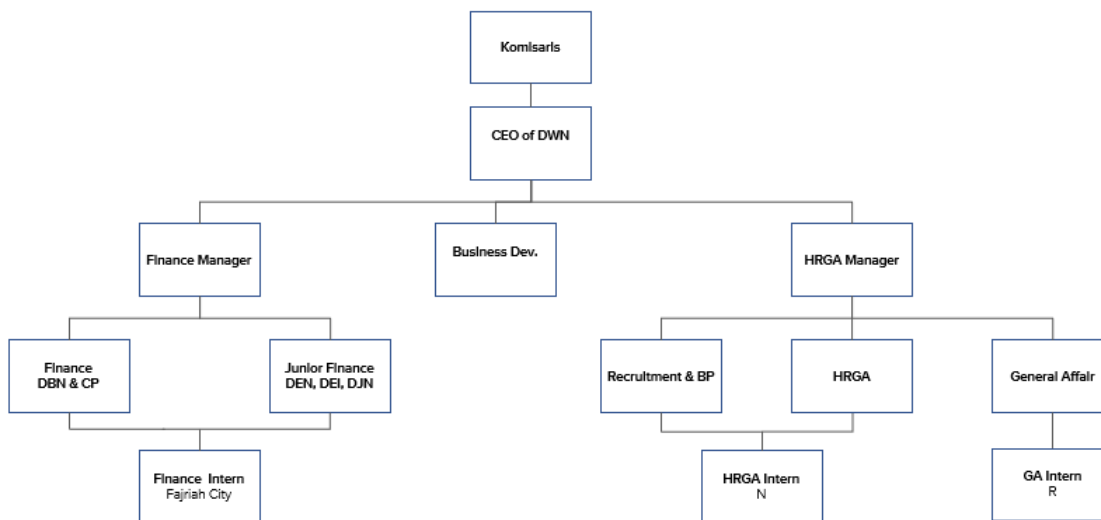 Komisaris
CEO of DWN
Finance Manager
Business Dev.
HRGA Manager
Finance
DBN & CP
Junior Finance
DEN, DEI, DJN
Recruitment & BP
HRGA
General Affair
Finance Intern
Fajriah City
HRGA Intern
N
GA Intern
R